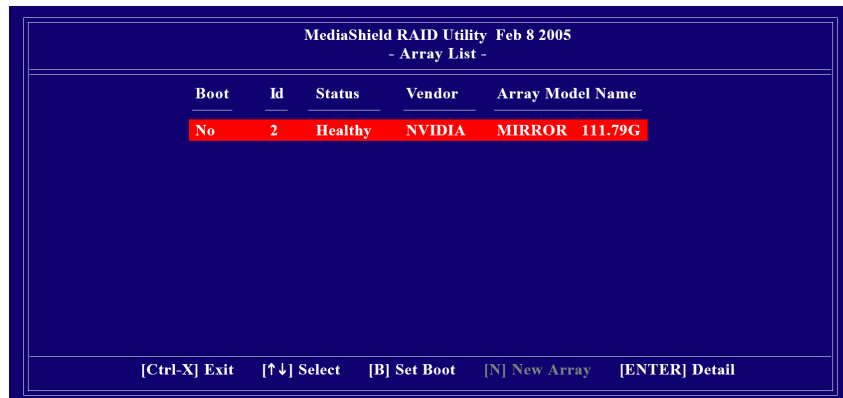 MediaShield RAID Utility Feb 8 2005
- Array List -
Boot Id Status Vendor Array Model Name
No 2 Healthy NVIDIA MIRROR 111.79G
[Ctrl-X] Exit [↑↓] Select [B] Set Boot [N] New Array [ENTER] Detail